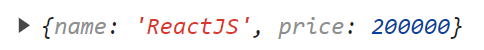 ▶ {name: 'ReactJS', price: 200000}